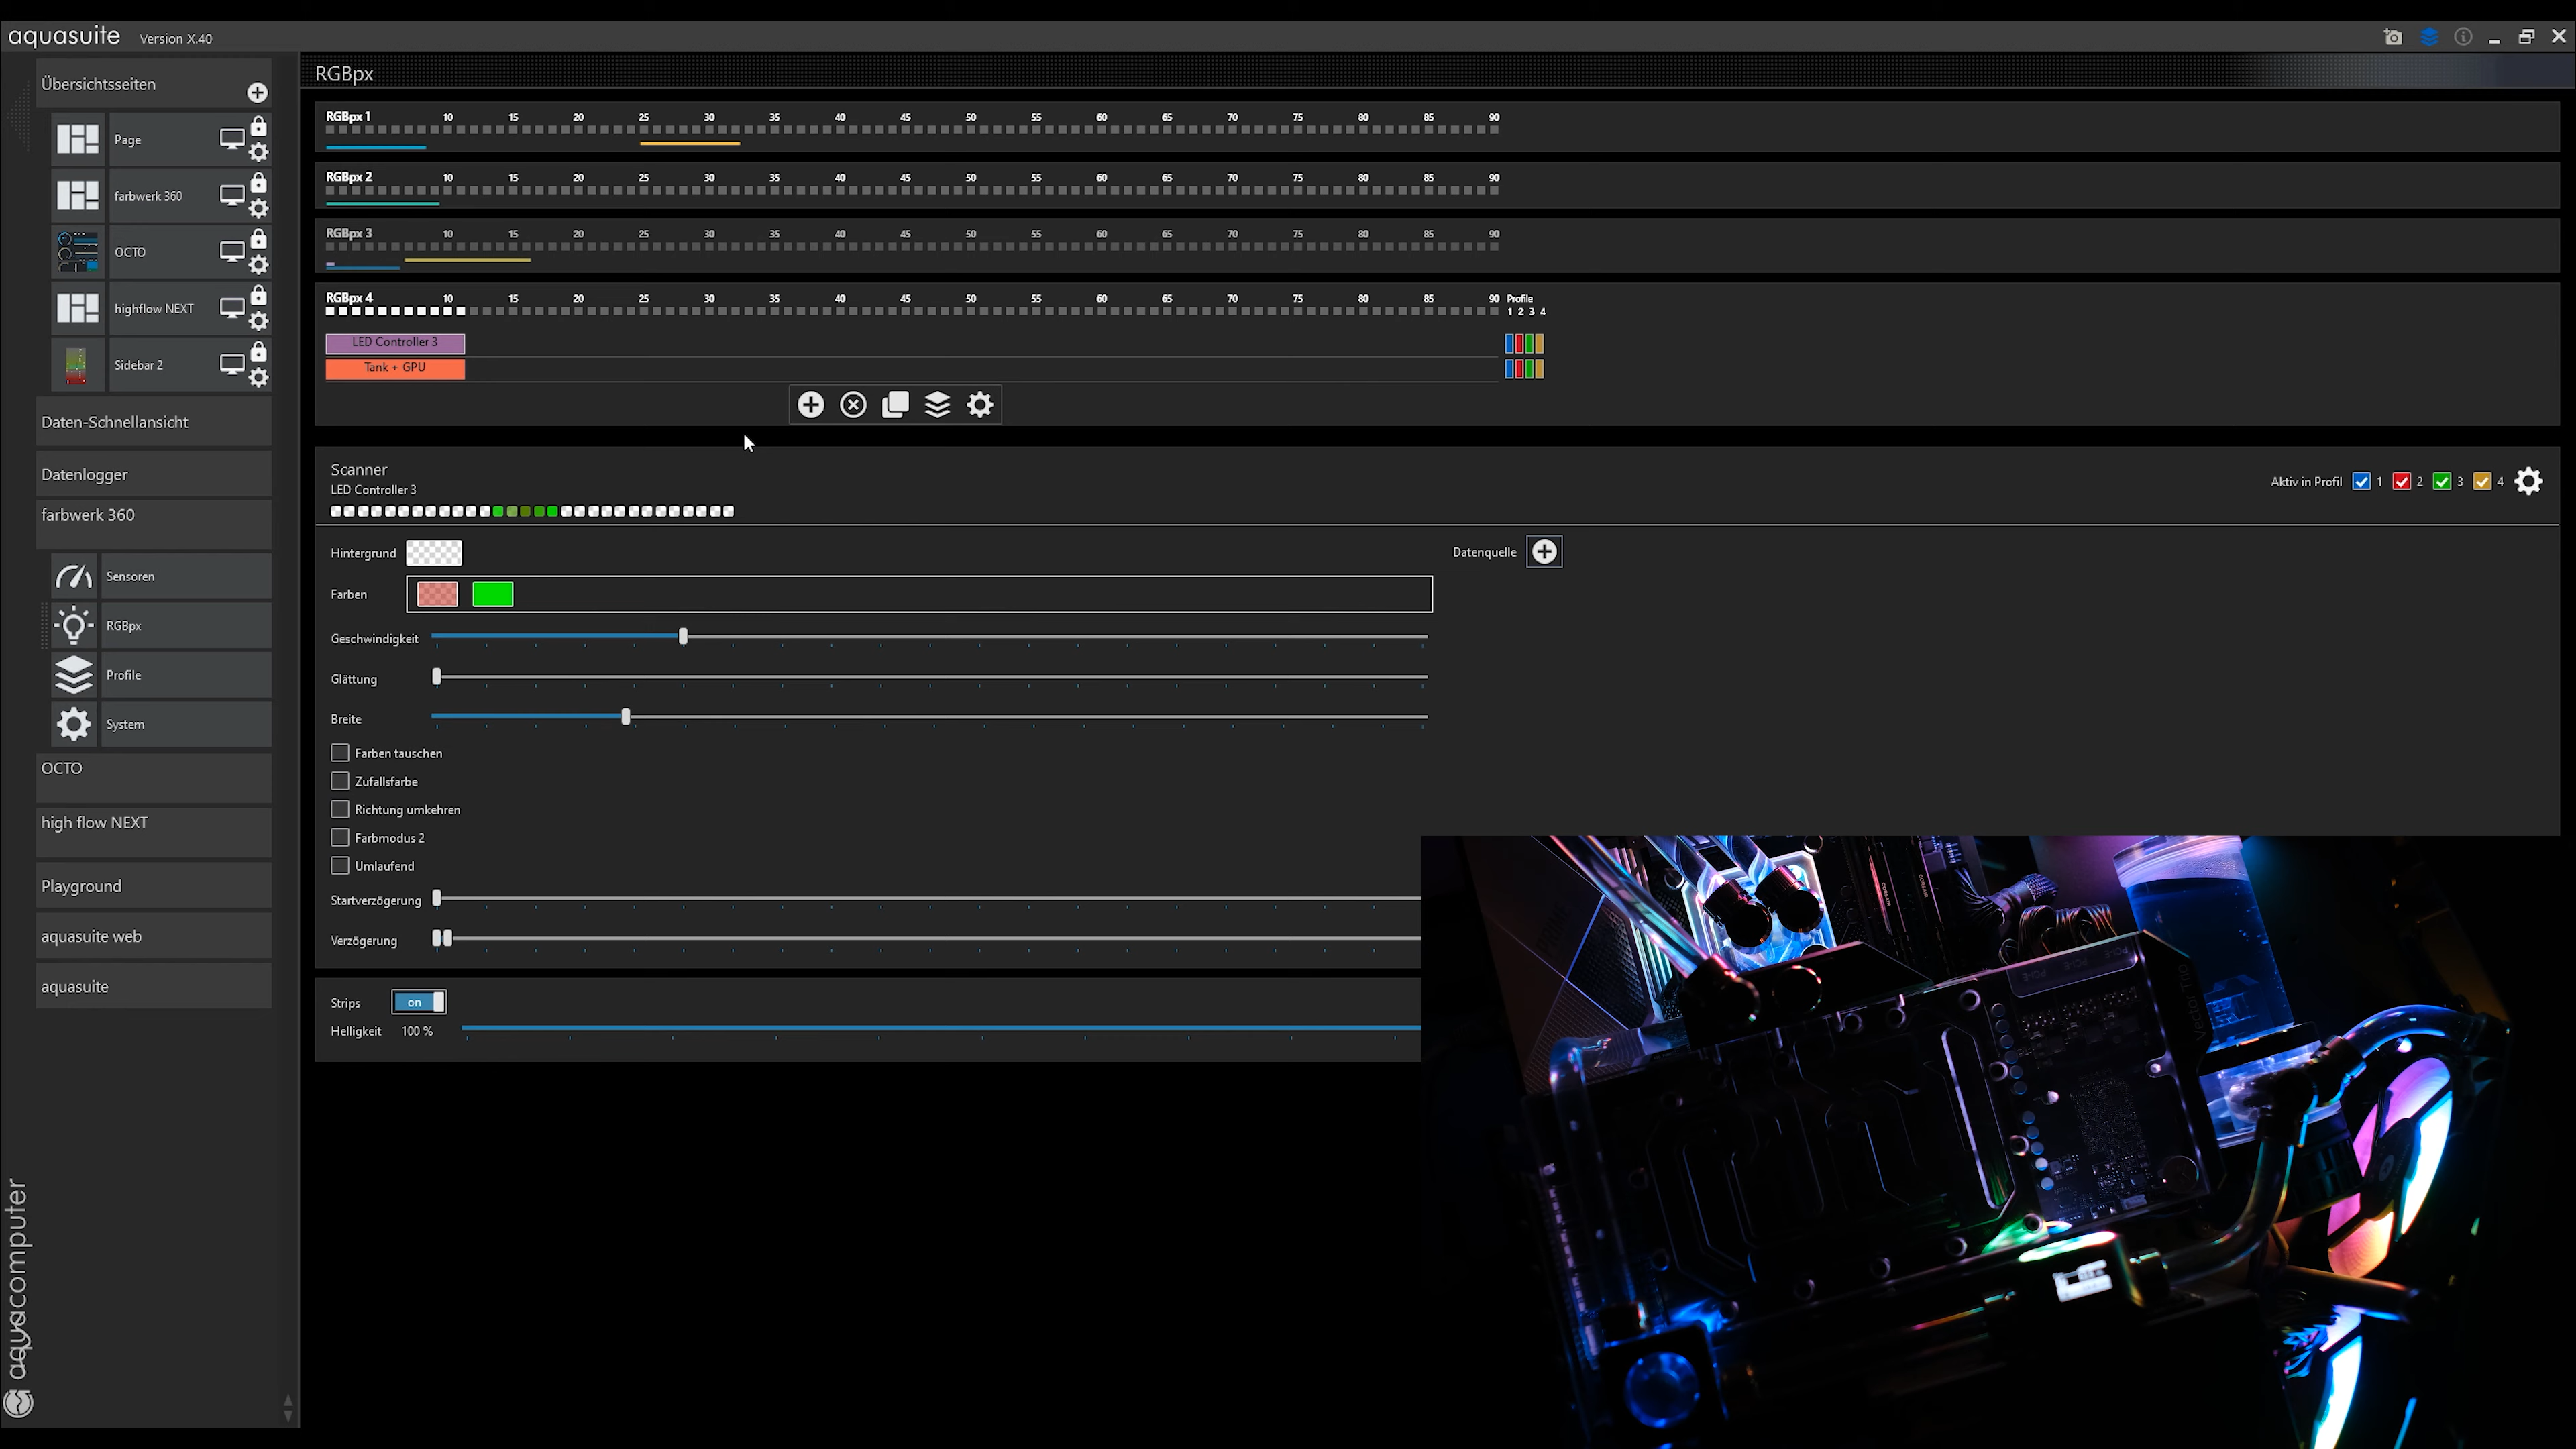 aquasuite Version X.40
Übersichtsseiten
Page
farbwerk 360
OCTO
highflow NEXT
Sidebar 2
Daten-Schnellansicht
Datenlogger
farbwerk 360
Sensoren
RGBpx
Profile
System
OCTO
high flow NEXT
Playground
aquasuite web
aquasuite
aquacomputer
RGBpx
RGBpx 1 10 15 20 25 30 35 40 45 50 55 60 65 70 75 80 85 90
RGBpx 2 10 15 20 25 30 35 40 45 50 55 60 65 70 75 80 85 90
RGBpx 3 10 15 20 25 30 35 40 45 50 55 60 65 70 75 80 85 90
RGBpx 4 10 15 20 25 30 35 40 45 50 55 60 65 70 75 80 85 90 Profile
1 2 3 4
LED Controller 3
Tank + GPU
Scanner
LED Controller 3
Aktiv in Profil 1 2 3 4
Hintergrund
Datenquelle
Farben
Geschwindigkeit
Glättung
Breite
Farben tauschen
Zufallsfarbe
Richtung umkehren
Farbmodus 2
Umlaufend
Startverzögerung
Verzögerung
Strips on
Helligkeit 100 %
CORSAIR
CORSAIR
Vector TRIO